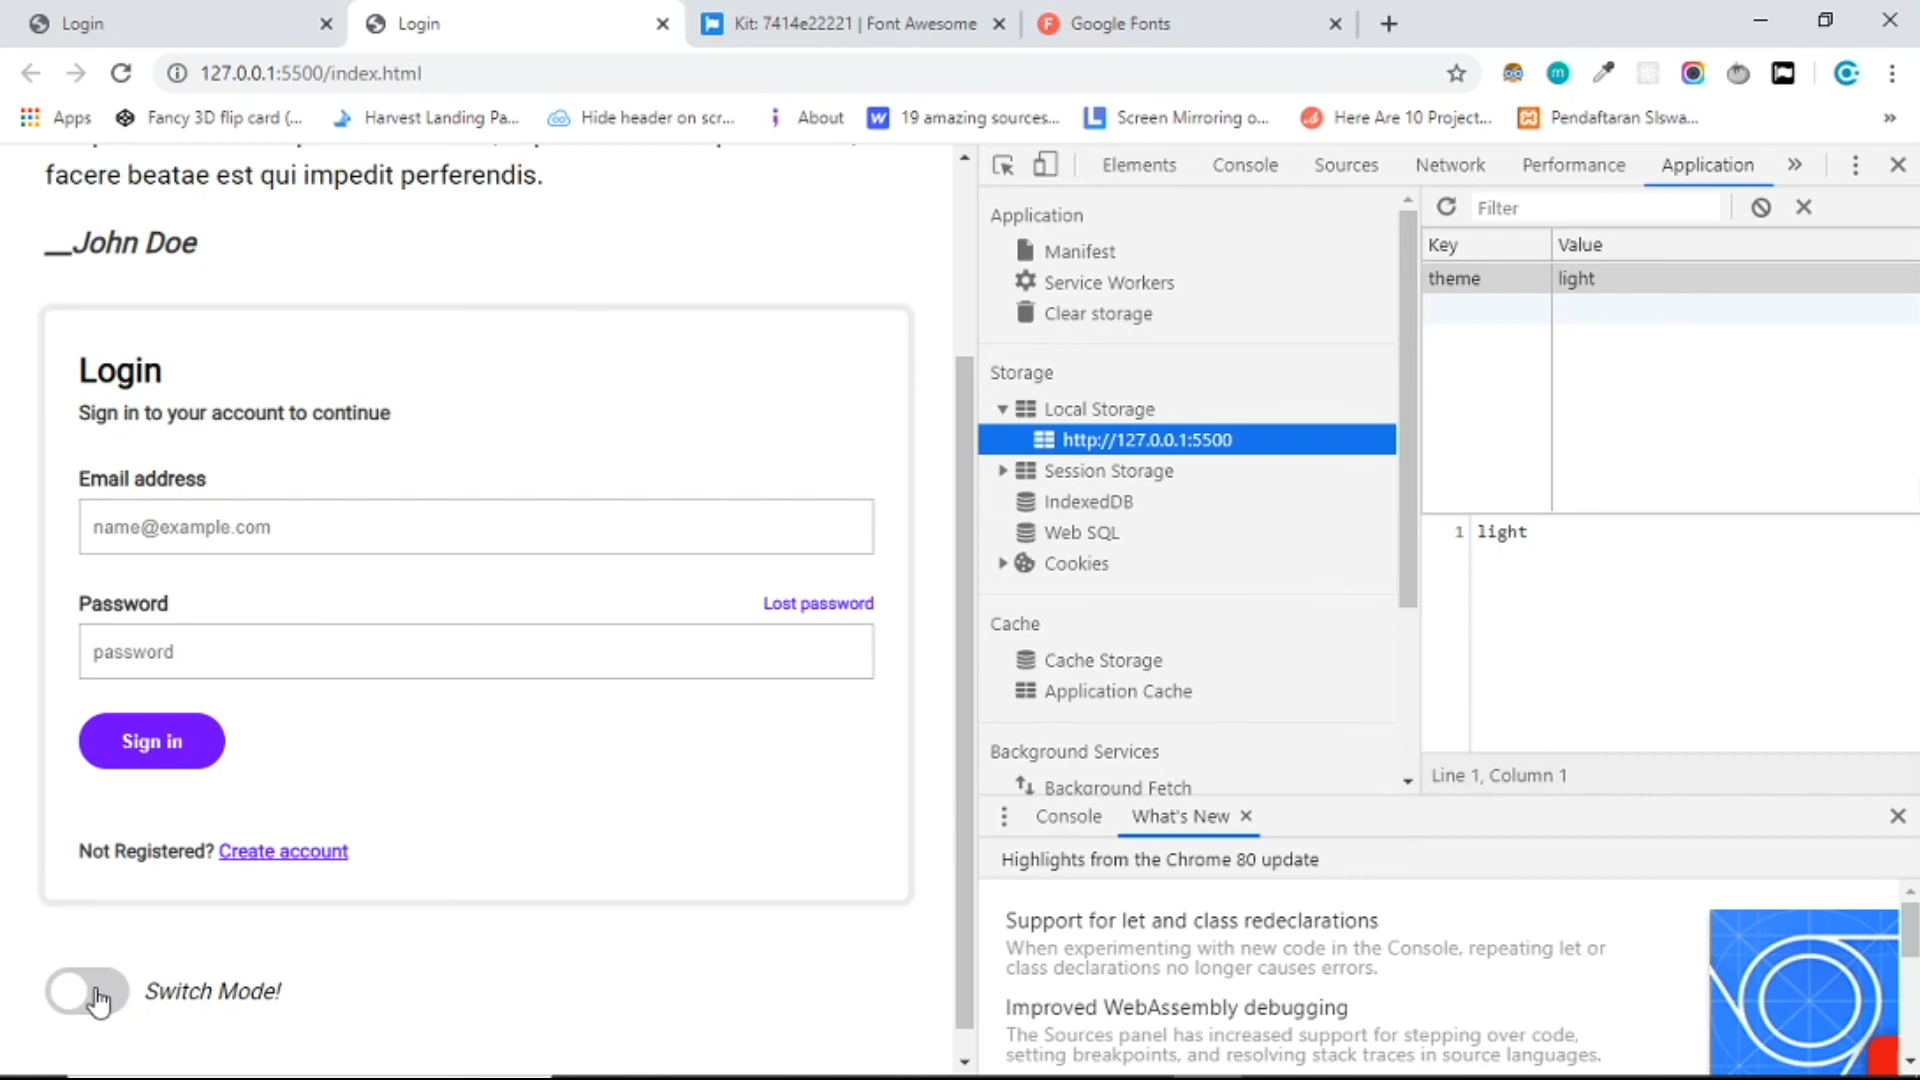 Login
Login
Kit: 7414e22221 | Font Awesome
Google Fonts
127.0.0.1:5500/index.html
Apps
Fancy 3D flip card (...
Harvest Landing Pa...
Hide header on scr...
About
19 amazing sources...
Screen Mirroring o...
Here Are 10 Project...
Pendaftaran SIswa...
facere beatae est qui impedit perferendis.
__John Doe
Login
Sign in to your account to continue
Email address
name@example.com
Password
Lost password
password
Sign in
Not Registered? Create account
Switch Mode!
Elements
Console
Sources
Network
Performance
Application
Application
Manifest
Service Workers
Clear storage
Storage
Local Storage
http://127.0.0.1:5500
Session Storage
IndexedDB
Web SQL
Cookies
Cache
Cache Storage
Application Cache
Background Services
Background Fetch
Filter
Key
Value
theme
light
1 light
Line 1, Column 1
Console
What's New
Highlights from the Chrome 80 update
Support for let and class redeclarations
When experimenting with new code in the Console, repeating let or
class declarations no longer causes errors.
Improved WebAssembly debugging
The Sources panel has increased support for stepping over code,
setting breakpoints, and resolving stack traces in source languages.